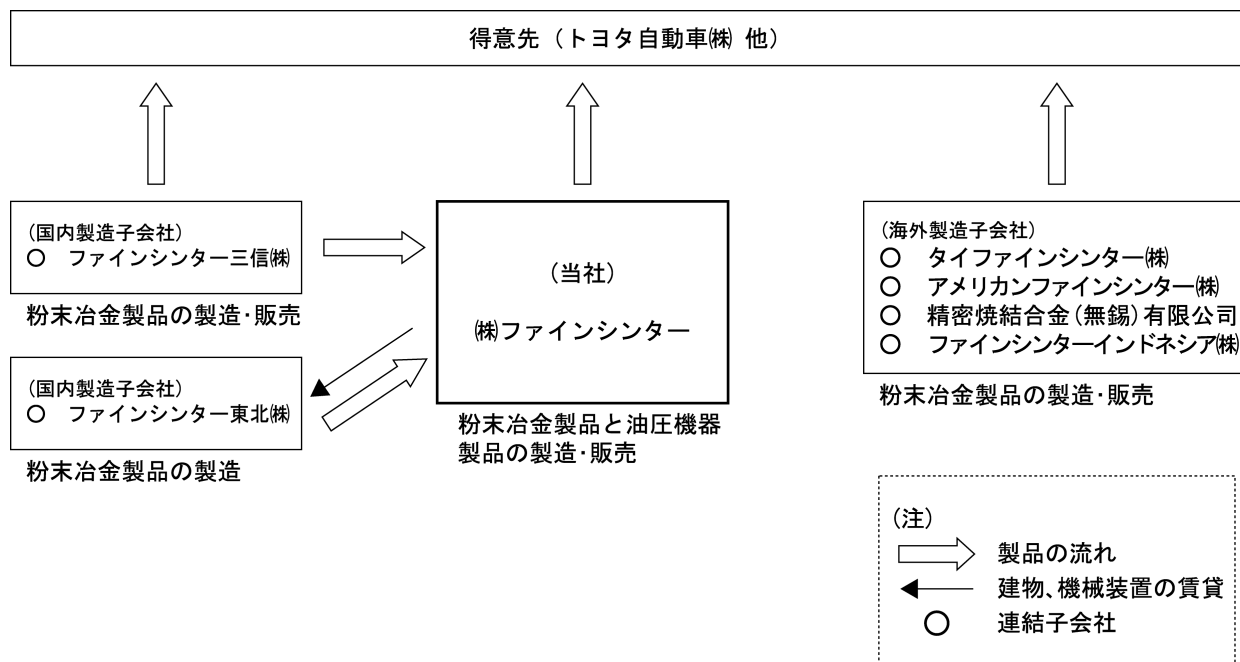 得意先（トヨタ自動車㈱ 他）
（国内製造子会社）
○ ファインシンター三信㈱
粉末冶金製品の製造･販売
（国内製造子会社）
○ ファインシンター東北㈱
粉末冶金製品の製造
（当社）
㈱ファインシンター
粉末冶金製品と油圧機器
製品の製造･販売
（海外製造子会社）
○ タイファインシンター㈱
○ アメリカンファインシンター㈱
○ 精密焼結合金（無錫）有限公司
○ ファインシンターインドネシア㈱
粉末冶金製品の製造･販売
（注）
製品の流れ
建物、機械装置の賃貸
○ 連結子会社